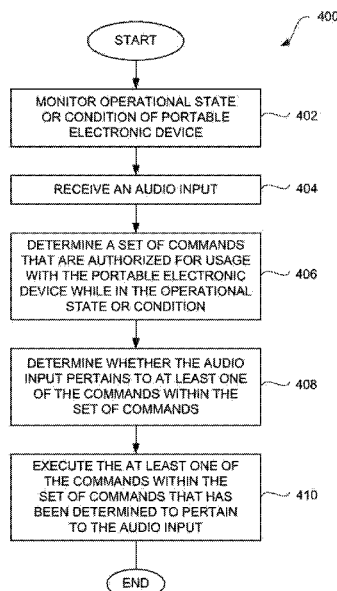 400
START
MONITOR OPERATIONAL STATE
OR CONDITION OF PORTABLE
ELECTRONIC DEVICE
402
RECEIVE AN AUDIO INPUT
404
DETERMINE A SET OF COMMANDS
THAT ARE AUTHORIZED FOR USAGE
WITH THE PORTABLE ELECTRONIC
DEVICE WHILE IN THE OPERATIONAL
STATE OR CONDITION
406
DETERMINE WHETHER THE AUDIO
INPUT PERTAINS TO AT LEAST ONE
OF THE COMMANDS WITHIN THE
SET OF COMMANDS
408
EXECUTE THE AT LEAST ONE OF
THE COMMANDS WITHIN THE
SET OF COMMANDS THAT HAS
BEEN DETERMINED TO PERTAIN
TO THE AUDIO INPUT
410
END